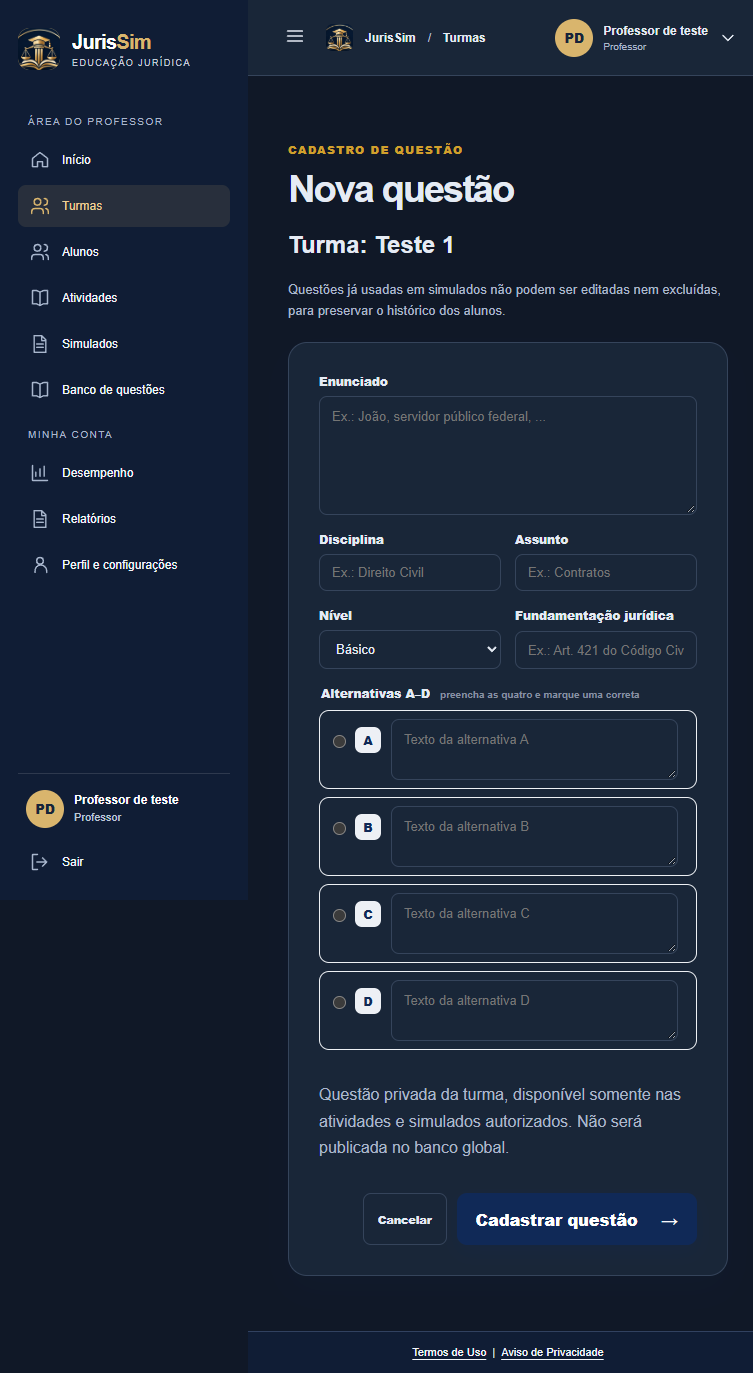 JurisSim
EDUCAÇÃO JURÍDICA
ÁREA DO PROFESSOR
Início
Turmas
Alunos
Atividades
Simulados
Banco de questões
MINHA CONTA
Desempenho
Relatórios
Perfil e configurações
PD
Professor de teste
Professor
Sair
JurisSim / Turmas
PD
Professor de teste
Professor
CADASTRO DE QUESTÃO
Nova questão
Turma: Teste 1
Questões já usadas em simulados não podem ser editadas nem excluídas,
para preservar o histórico dos alunos.
Enunciado
Ex.: João, servidor público federal, ...
Disciplina
Assunto
Ex.: Direito Civil
Ex.: Contratos
Nível
Fundamentação jurídica
Básico
Ex.: Art. 421 do Código Civ
Alternativas A–D preencha as quatro e marque uma correta
A Texto da alternativa A
B Texto da alternativa B
C Texto da alternativa C
D Texto da alternativa D
Questão privada da turma, disponível somente nas
atividades e simulados autorizados. Não será
publicada no banco global.
Cancelar
Cadastrar questão →
Termos de Uso | Aviso de Privacidade